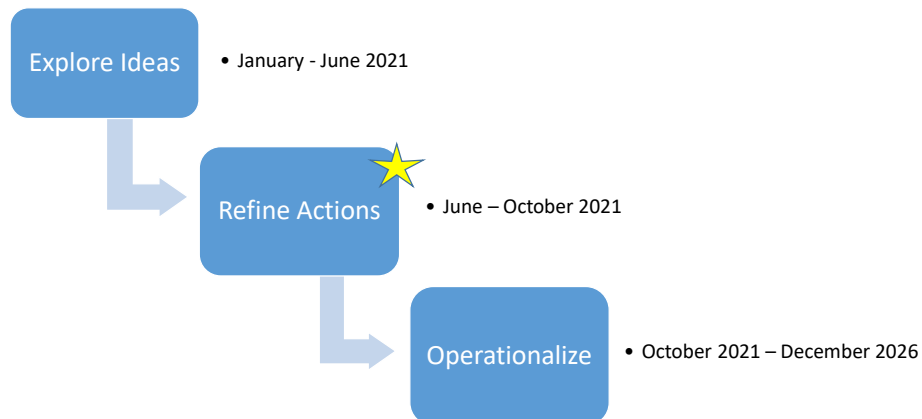 Explore Ideas
• January - June 2021
Refine Actions
• June – October 2021
Operationalize
• October 2021 – December 2026